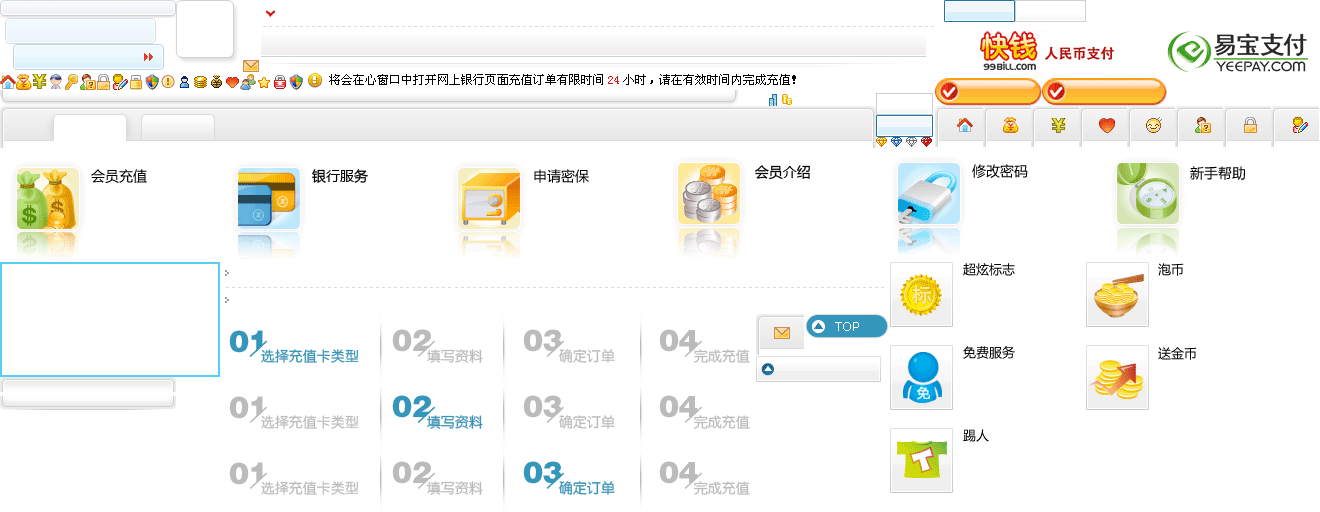 快钱
99BILL.com
人民币支付
易宝支付
YEEPAY.COM
将会在心窗口中打开网上银行页面充值订单有限时间 24 小时，请在有效时间内完成充值！
会员充值
银行服务
申请密保
会员介绍
修改密码
新手帮助
超炫标志
标
泡币
TOP
01 选择充值卡类型
02 填写资料
03 确定订单
04 完成充值
免费服务
免
送金币
01 选择充值卡类型
02 填写资料
03 确定订单
04 完成充值
踢人
T
01 选择充值卡类型
02 填写资料
03 确定订单
04 完成充值